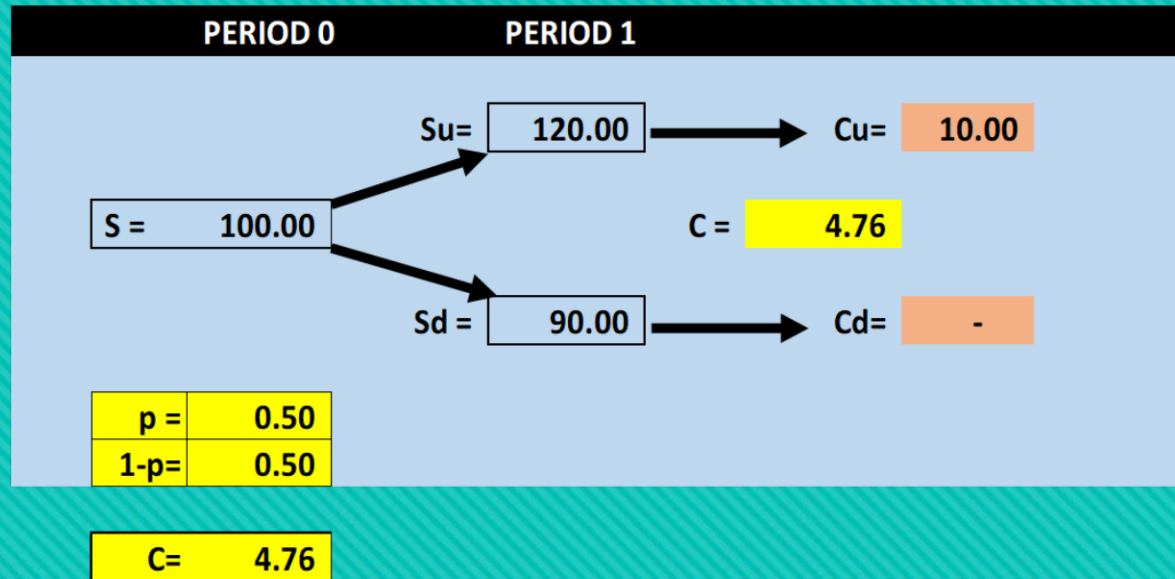 PERIOD 0 PERIOD 1
Su= 120.00 Cu= 10.00
S = 100.00 C = 4.76
Sd = 90.00 Cd= -
p = 0.50
1-p= 0.50
C= 4.76